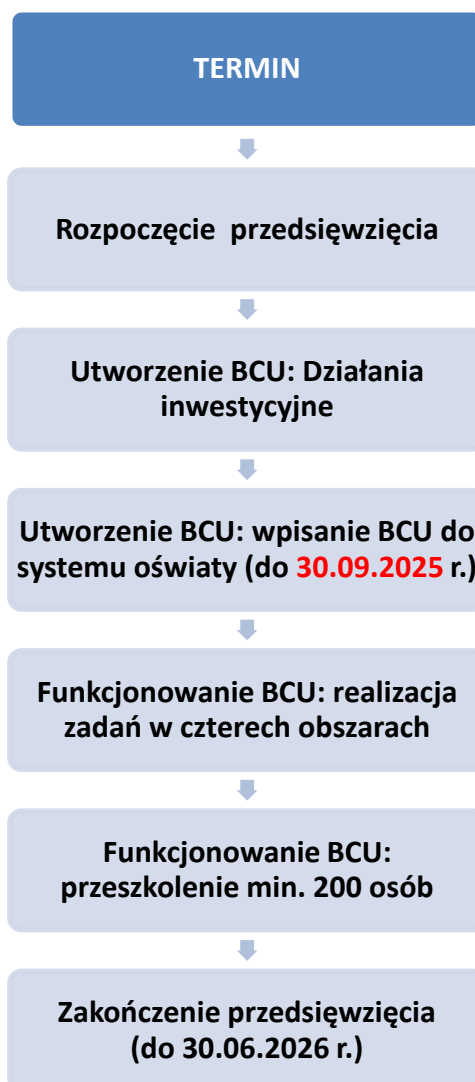 TERMIN
Rozpoczęcie przedsięwzięcia
Utworzenie BCU: Działania
inwestycyjne
Utworzenie BCU: wpisanie BCU do
systemu oświaty (do 30.09.2025 r.)
Funkcjonowanie BCU: realizacja
zadań w czterech obszarach
Funkcjonowanie BCU:
przeszkolenie min. 200 osób
Zakończenie przedsięwzięcia
(do 30.06.2026 r.)